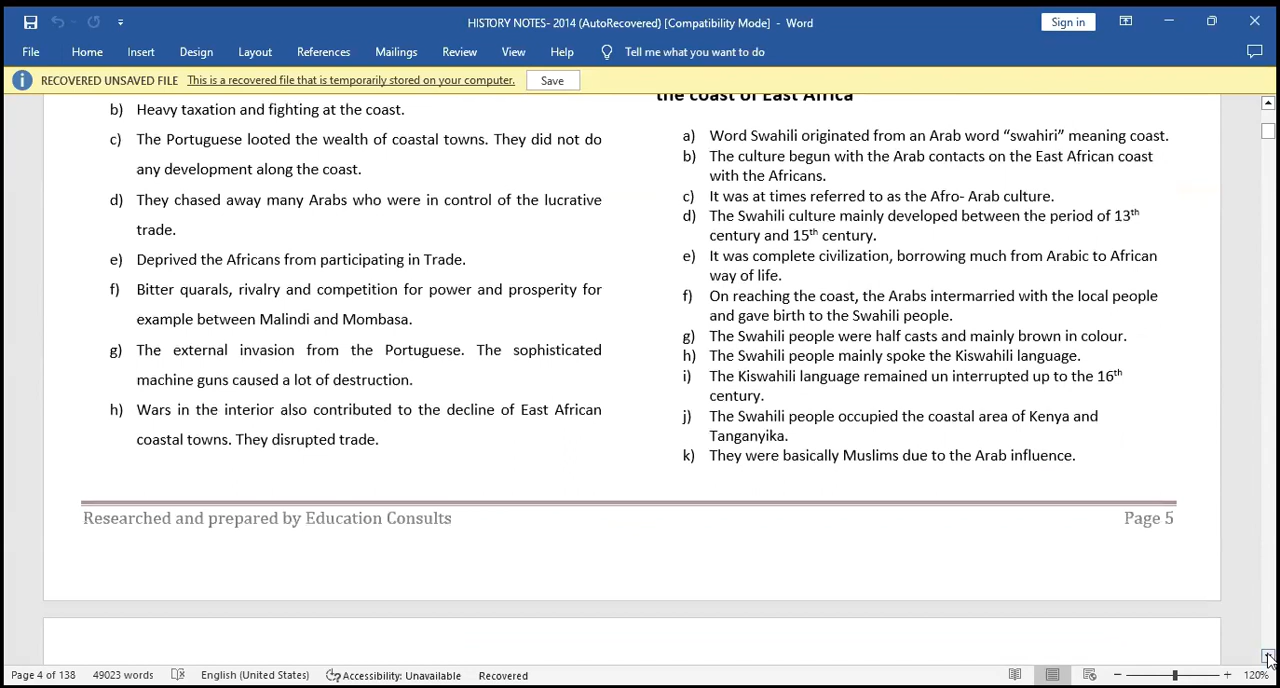 HISTORY NOTES- 2014 (AutoRecovered) [Compatibility Mode] - Word
Sign in
File Home Insert Design Layout References Mailings Review View Help Tell me what you want to do
RECOVERED UNSAVED FILE This is a recovered file that is temporarily stored on your computer. Save
b) Heavy taxation and fighting at the coast.
c) The Portuguese looted the wealth of coastal towns. They did not do
any development along the coast.
d) They chased away many Arabs who were in control of the lucrative
trade.
e) Deprived the Africans from participating in Trade.
f) Bitter quarals, rivalry and competition for power and prosperity for
example between Malindi and Mombasa.
g) The external invasion from the Portuguese. The sophisticated
machine guns caused a lot of destruction.
h) Wars in the interior also contributed to the decline of East African
coastal towns. They disrupted trade.
the coast of East Africa
a) Word Swahili originated from an Arab word “swahiri” meaning coast.
b) The culture begun with the Arab contacts on the East African coast
with the Africans.
c) It was at times referred to as the Afro- Arab culture.
d) The Swahili culture mainly developed between the period of 13th
century and 15th century.
e) It was complete civilization, borrowing much from Arabic to African
way of life.
f) On reaching the coast, the Arabs intermarried with the local people
and gave birth to the Swahili people.
g) The Swahili people were half casts and mainly brown in colour.
h) The Swahili people mainly spoke the Kiswahili language.
i) The Kiswahili language remained un interrupted up to the 16th
century.
j) The Swahili people occupied the coastal area of Kenya and
Tanganyika.
k) They were basically Muslims due to the Arab influence.
Researched and prepared by Education Consults Page 5
Page 4 of 138 49023 words English (United States) Accessibility: Unavailable Recovered 120%